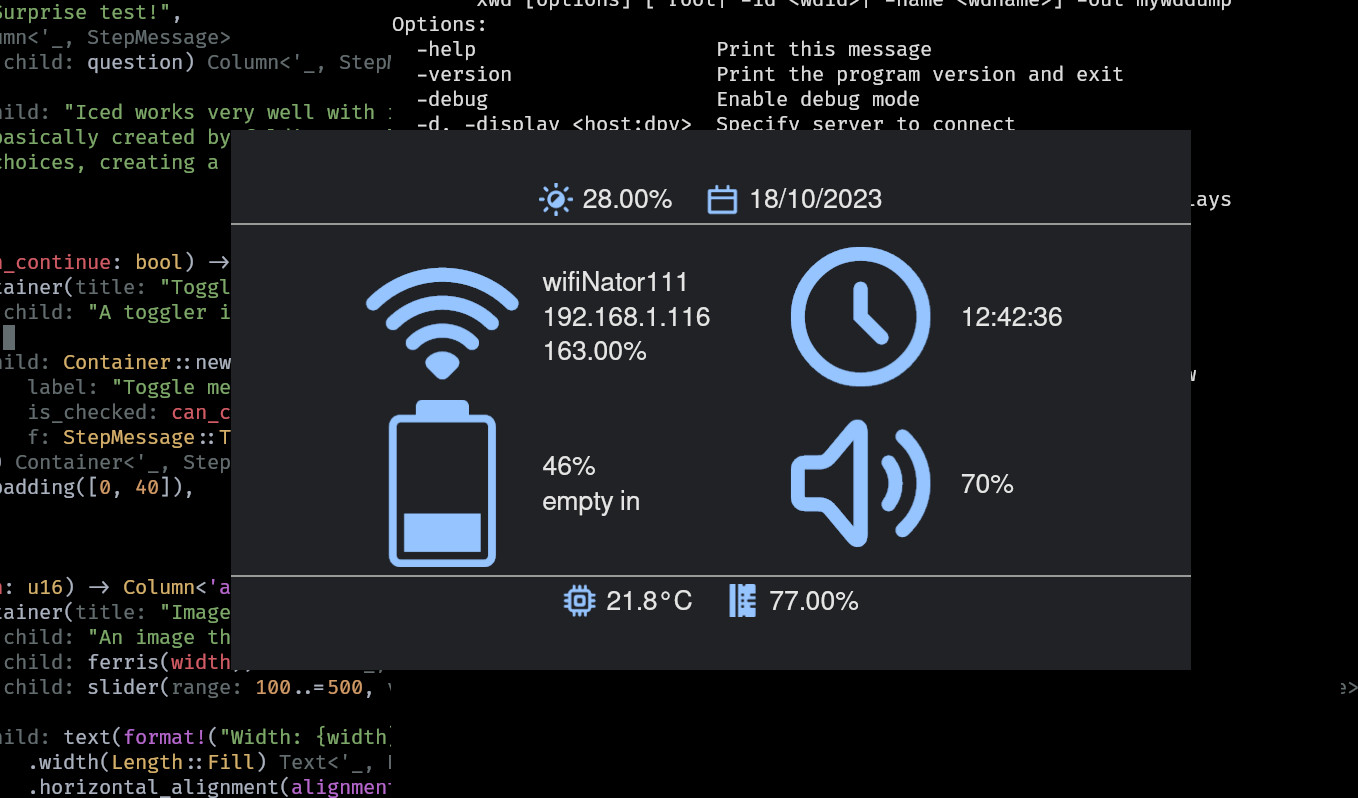 Surprise test!",
umn<'_, StepMessage>
child: question) Column<'_, Step
xwd [options] [ root| -id <wdid>| -name <wdname>] -out mywddump
Options:
-help Print this message
-version Print the program version and exit
-debug Enable debug mode
-d, -display <host:dpy> Specify server to connect
hild: "Iced works very well with
basically created by
choices, creating a
lays
28.00% 18/10/2023
n_continue: bool) ->
tainer(title: "Toggl
child: "A toggler i
hild: Container::new
label: "Toggle me
is_checked: can_c
f: StepMessage::T
) Container<'_, Step
padding([0, 40]),
wifiNator111
192.168.1.116
163.00%
12:42:36
w
46%
empty in
70%
h: u16) -> Column<'a
tainer(title: "Image
child: "An image th
child: ferris(width
child: slider(range: 100..=500,
21.8°C 77.00%
e>
hild: text(format!("Width: {width}
.width(Length::Fill) Text<'_,
.horizontal_alignment(alignment